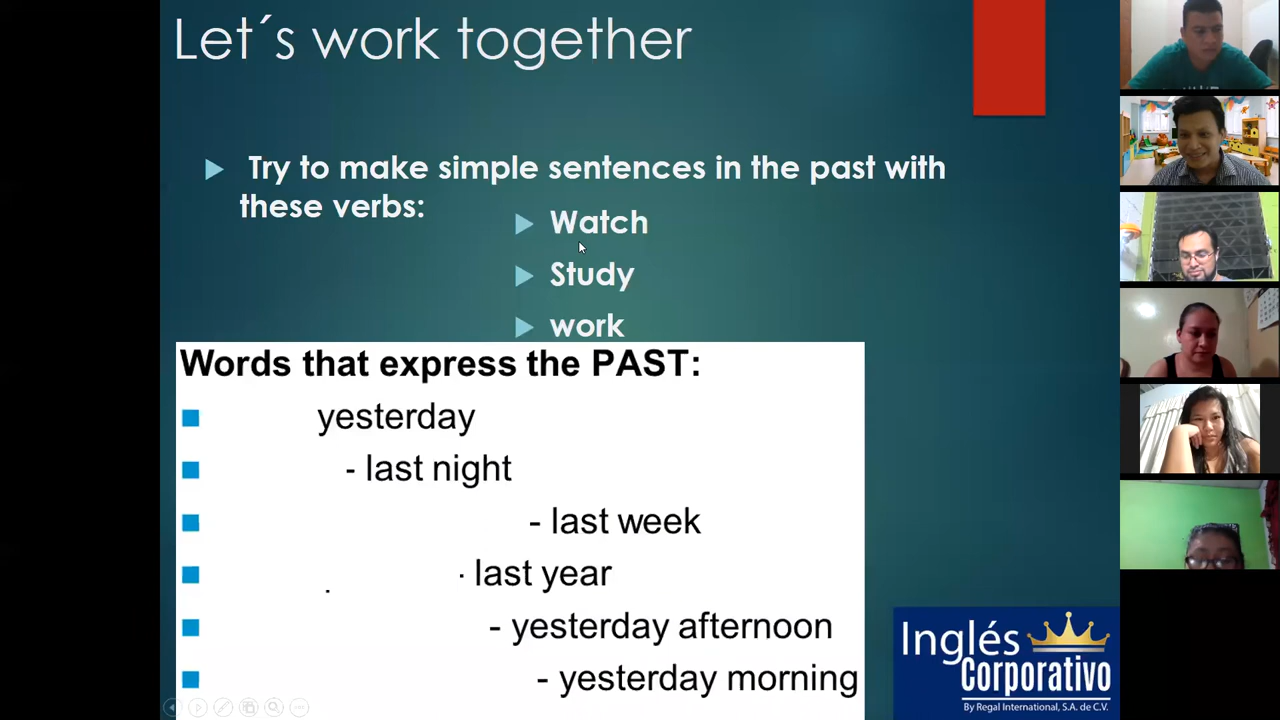 Let´s work together
Try to make simple sentences in the past with
these verbs:
Watch
Study
work
Words that express the PAST:
yesterday
- last night
- last week
· last year
- yesterday afternoon
- yesterday morning
Inglés
Corporativo
By Regal International, S.A. de C.V.